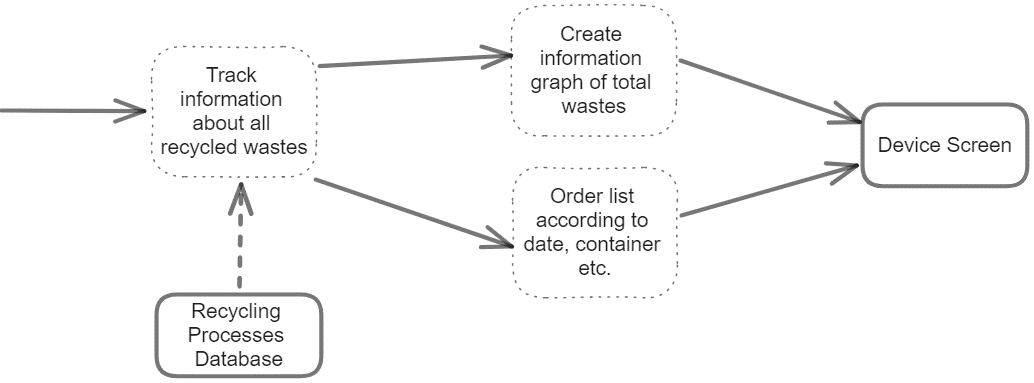 Track
information
about all
recycled wastes
Create
information
graph of total
wastes
Order list
according to
date, container
etc.
Device Screen
Recycling
Processes
Database